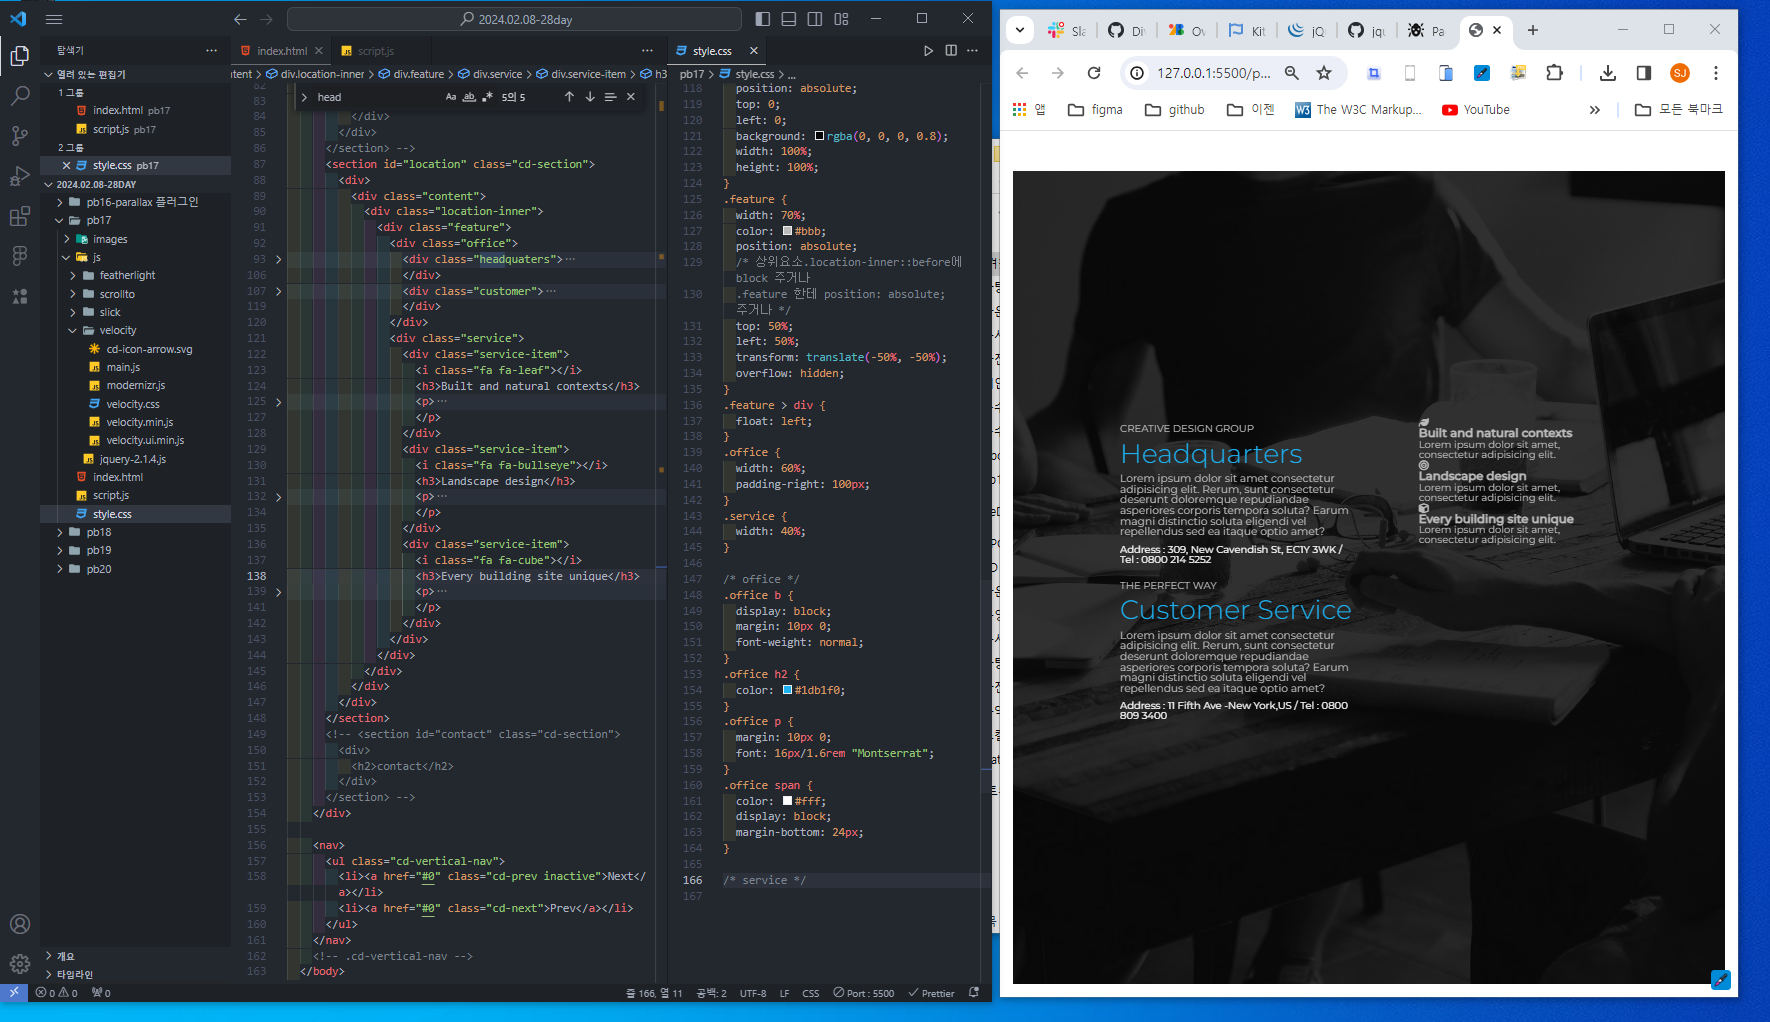 2024.02.08-28day
탐색기
열려 있는 편집기
1 그룹
index.html pb17
script.js pb17
2 그룹
style.css pb17
2024.02.08-28DAY
pb16-parallax 플러그인
pb17
images
js
featherlight
scrollto
slick
velocity
cd-icon-arrow.svg
main.js
modernizr.js
velocity.css
velocity.min.js
velocity.ui.min.js
jquery-2.1.4.js
index.html
script.js
style.css
pb18
pb19
pb20
개요
타임라인
index.html
script.js
ntent > div.location-inner > div.feature > div.service > div.service-item > h3
head
Aa ab 5의 5
82
83
84 </div>
85 </div>
86 </section> -->
87 <section id="location" class="cd-section">
88 <div>
89 <div class="content">
90 <div class="location-inner">
91 <div class="feature">
92 <div class="office">
93 <div class="headquaters">…
106 </div>
107 <div class="customer">…
119 </div>
120 </div>
121 <div class="service">
122 <div class="service-item">
123 <i class="fa fa-leaf"></i>
124 <h3>Built and natural contexts</h3>
125 <p>…
127 </p>
128 </div>
129 <div class="service-item">
130 <i class="fa fa-bullseye"></i>
131 <h3>Landscape design</h3>
132 <p>…
134 </p>
135 </div>
136 <div class="service-item">
137 <i class="fa fa-cube"></i>
138 <h3>Every building site unique</h3>
139 <p>…
141 </p>
142 </div>
143 </div>
144 </div>
145 </div>
146 </div>
147 </div>
148 </section>
149 <!-- <section id="contact" class="cd-section">
150 <div>
151 <h2>contact</h2>
152 </div>
153 </section> -->
154 </div>
155
156 <nav>
157 <ul class="cd-vertical-nav">
158 <li><a href="#0" class="cd-prev inactive">Next</
a></li>
159 <li><a href="#0" class="cd-next">Prev</a></li>
160 </ul>
161 </nav>
162 <!-- .cd-vertical-nav -->
163 </body>
style.css
pb17 > style.css > ...
118 position: absolute;
119 top: 0;
120 left: 0;
121 background: rgba(0, 0, 0, 0.8);
122 width: 100%;
123 height: 100%;
124 }
125 .feature {
126 width: 70%;
127 color: #bbb;
128 position: absolute;
129 /* 상위요소.location-inner::before에
block 주거나
130 .feature 한테 position: absolute;
주거나 */
131 top: 50%;
132 left: 50%;
133 transform: translate(-50%, -50%);
134 overflow: hidden;
135 }
136 .feature > div {
137 float: left;
138 }
139 .office {
140 width: 60%;
141 padding-right: 100px;
142 }
143 .service {
144 width: 40%;
145 }
146
147 /* office */
148 .office b {
149 display: block;
150 margin: 10px 0;
151 font-weight: normal;
152 }
153 .office h2 {
154 color: #1db1f0;
155 }
156 .office p {
157 margin: 10px 0;
158 font: 16px/1.6rem "Montserrat";
159 }
160 .office span {
161 color: #fff;
162 display: block;
163 margin-bottom: 24px;
164 }
165
166 /* service */
167
0 0 0
줄 166, 열 11 공백: 2 UTF-8 LF CSS Port : 5500 Prettier
Sla
Di
Ov
Kit
jQ
jqu
Pa
127.0.0.1:5500/p...
SJ
앱 figma github 이젠 The W3C Markup... YouTube 모든 북마크
CREATIVE DESIGN GROUP
Headquarters
Lorem ipsum dolor sit amet consectetur
adipisicing elit. Rerum, sunt consectetur
deserunt doloremque repudiandae
asperiores corporis tempora soluta? Earum
magni distinctio soluta eligendi vel
repellendus sed ea itaque optio amet?
Address : 309, New Cavendish St, EC1Y 3WK /
Tel : 0800 214 5252
THE PERFECT WAY
Customer Service
Lorem ipsum dolor sit amet consectetur
adipisicing elit. Rerum, sunt consectetur
deserunt doloremque repudiandae
asperiores corporis tempora soluta? Earum
magni distinctio soluta eligendi vel
repellendus sed ea itaque optio amet?
Address : 11 Fifth Ave -New York,US / Tel : 0800
809 3400
Built and natural contexts
Lorem ipsum dolor sit amet,
consectetur adipisicing elit.
Landscape design
Lorem ipsum dolor sit amet,
consectetur adipisicing elit.
Every building site unique
Lorem ipsum dolor sit amet,
consectetur adipisicing elit.